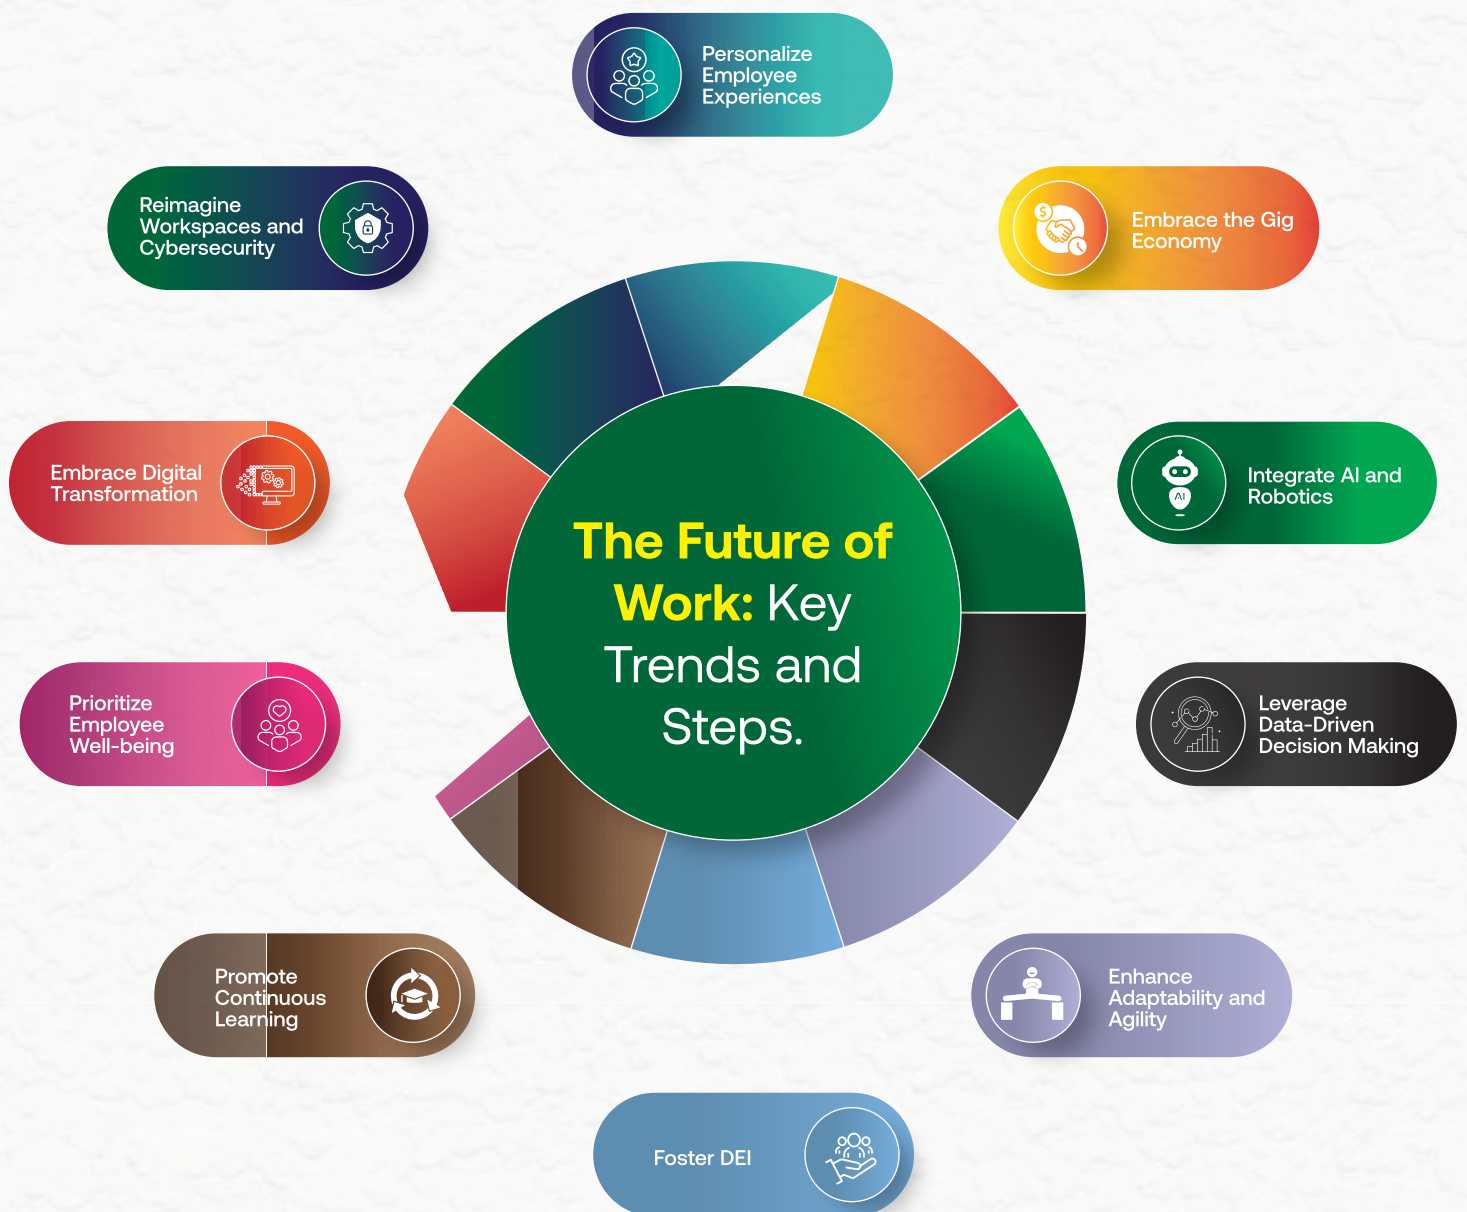 Personalize
Employee
Experiences
Reimagine
Workspaces and
Cybersecurity
$
Embrace the Gig
Economy
Embrace Digital
Transformation
AI
Integrate AI and
Robotics
The Future of
Work: Key
Trends and
Steps.
Prioritize
Employee
Well-being
Leverage
Data-Driven
Decision Making
Promote
Continuous
Learning
Enhance
Adaptability and
Agility
Foster DEI